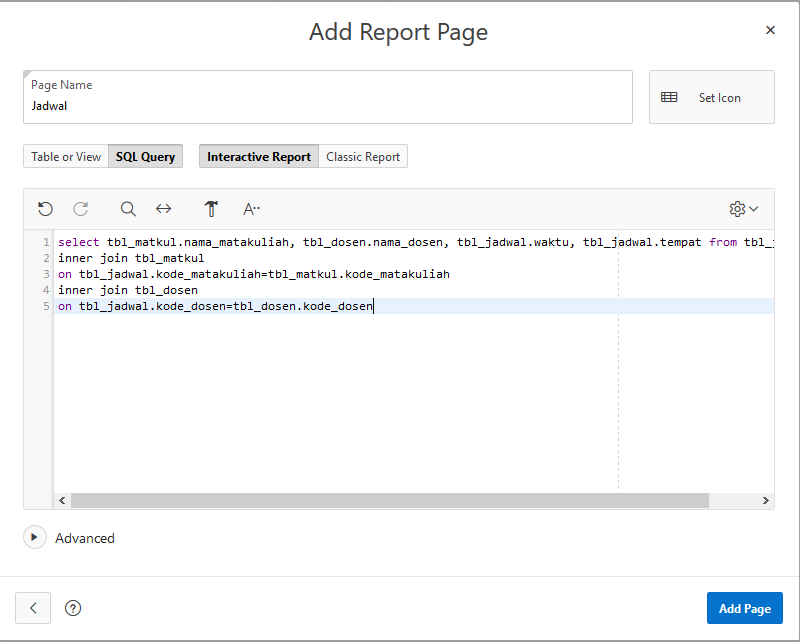 Add Report Page
Page Name
Jadwal
Set Icon
Table or View SQL Query Interactive Report Classic Report
A
1 select tbl_matkul.nama_matakuliah, tbl_dosen.nama_dosen, tbl_jadwal.waktu, tbl_jadwal.tempat from tbl_
2 inner join tbl_matkul
3 on tbl_jadwal.kode_matakuliah=tbl_matkul.kode_matakuliah
4 inner join tbl_dosen
5 on tbl_jadwal.kode_dosen=tbl_dosen.kode_dosen
Advanced
Add Page